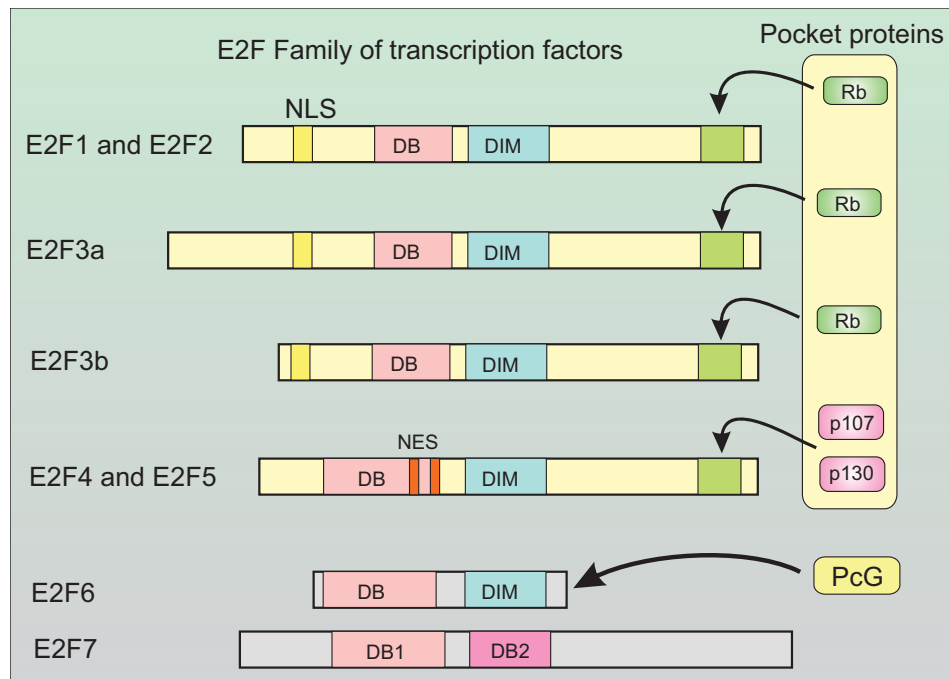 E2F Family of transcription factors
Pocket proteins
Rb
NLS
E2F1 and E2F2
DB
DIM
Rb
E2F3a
DB
DIM
Rb
E2F3b
DB
DIM
p107
NES
E2F4 and E2F5
DB
DIM
p130
PcG
E2F6
DB
DIM
E2F7
DB1
DB2